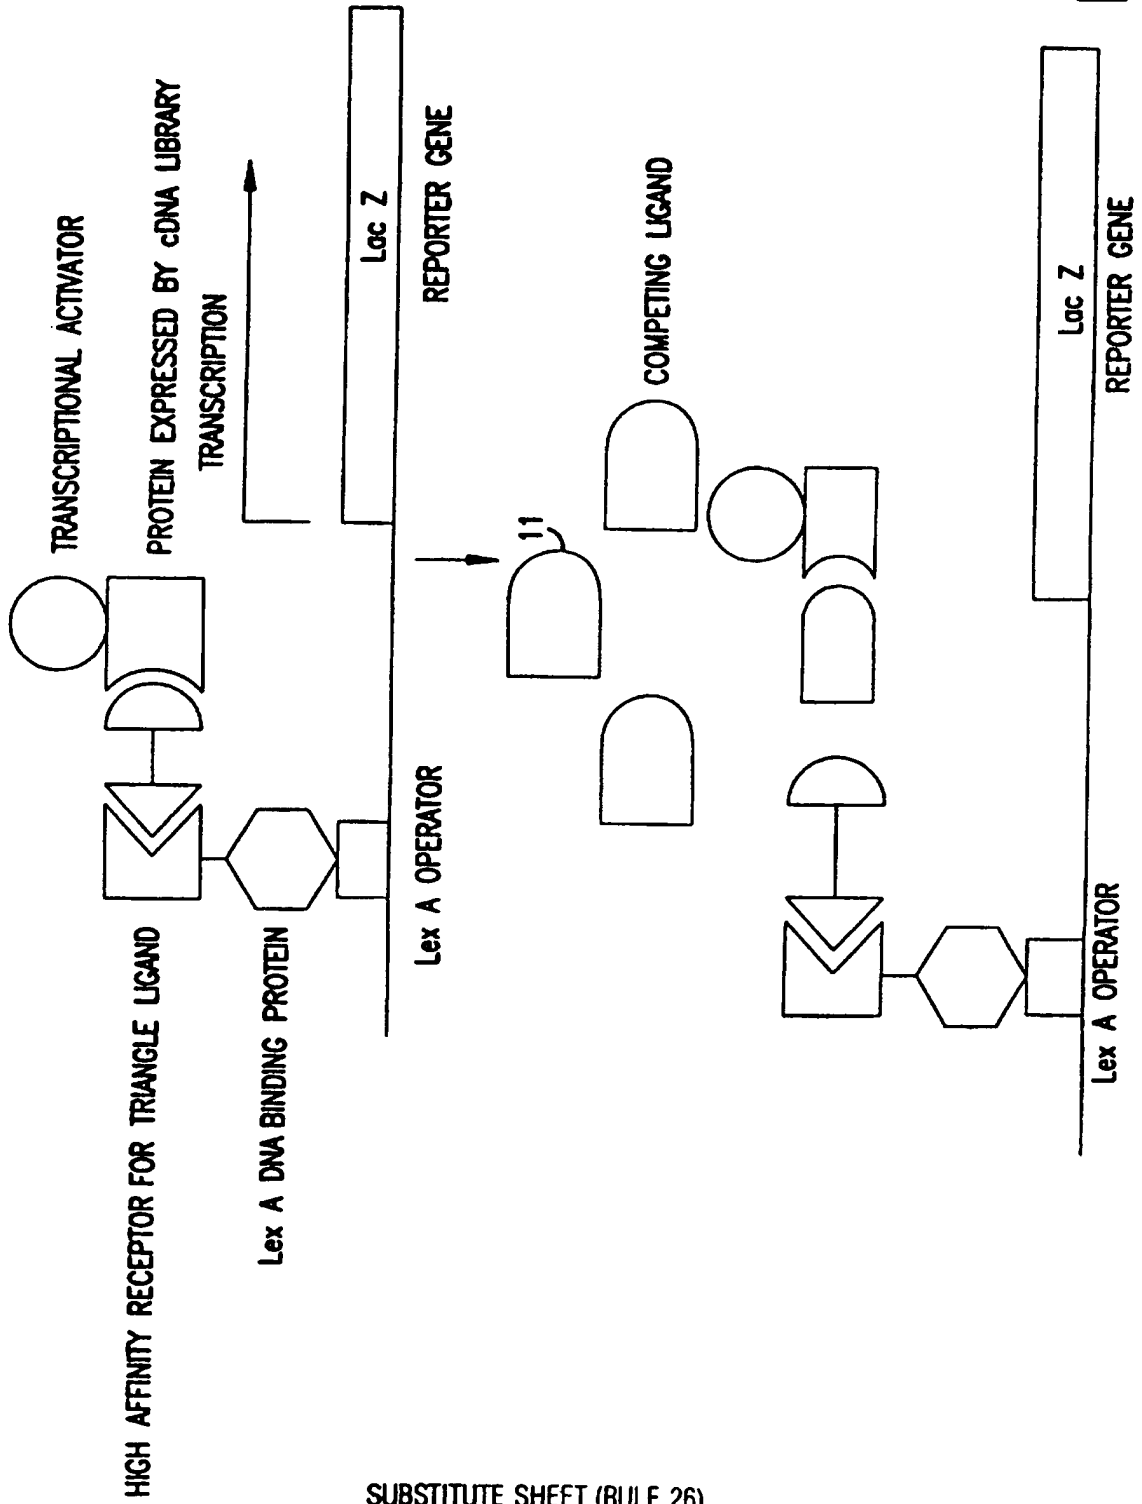 TRANSCRIPTIONAL ACTIVATOR
PROTEIN EXPRESSED BY cDNA LIBRARY
HIGH AFFINITY RECEPTOR FOR TRIANGLE LIGAND
TRANSCRIPTION
Lex A DNA BINDING PROTEIN
Lac Z
Lex A OPERATOR
REPORTER GENE
11
COMPETING LIGAND
Lac Z
Lex A OPERATOR
REPORTER GENE
SUBSTITUTE SHEET (RULE 26)